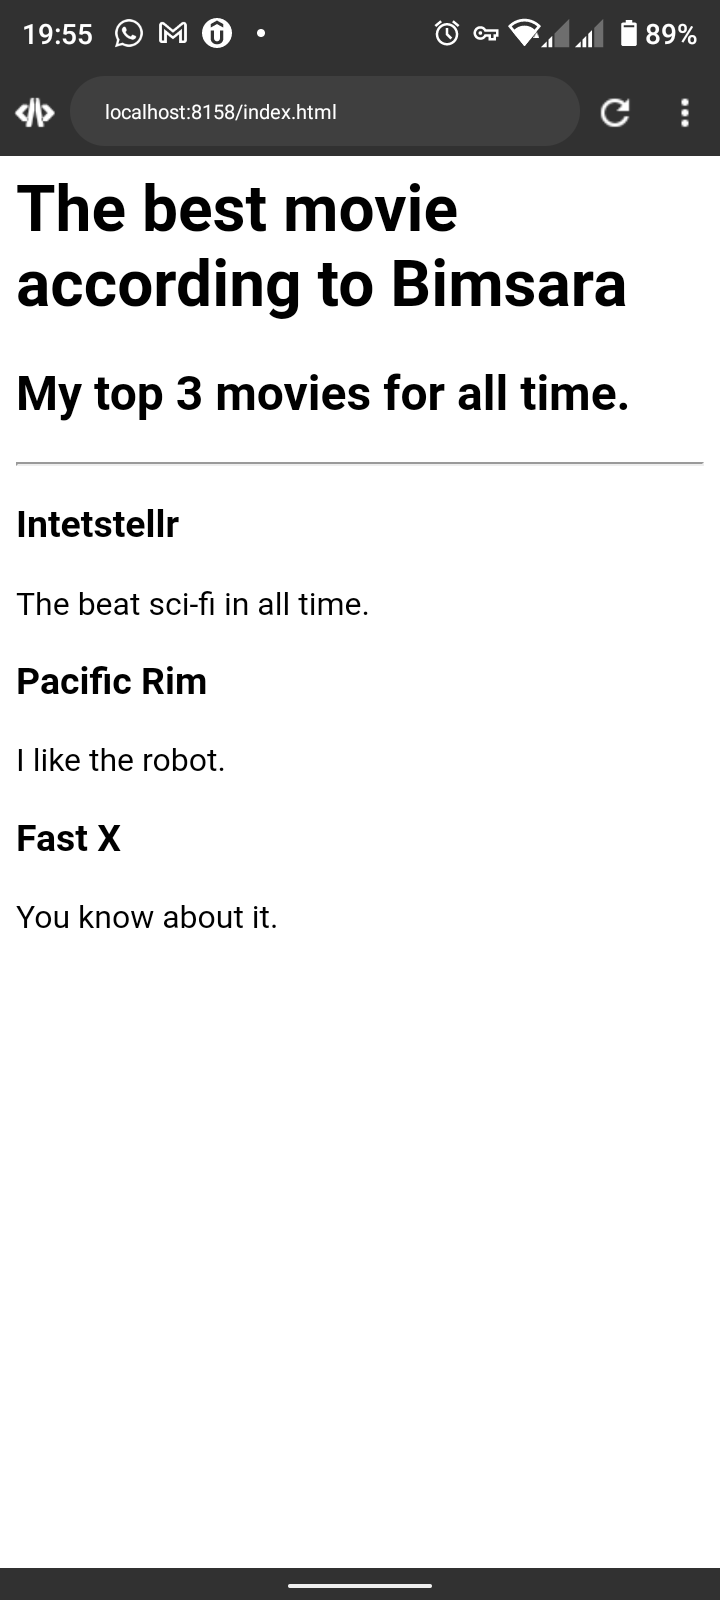 19:55
89%
localhost:8158/index.html
The best movie
according to Bimsara
My top 3 movies for all time.
Intetstellr
The beat sci-fi in all time.
Pacific Rim
I like the robot.
Fast X
You know about it.